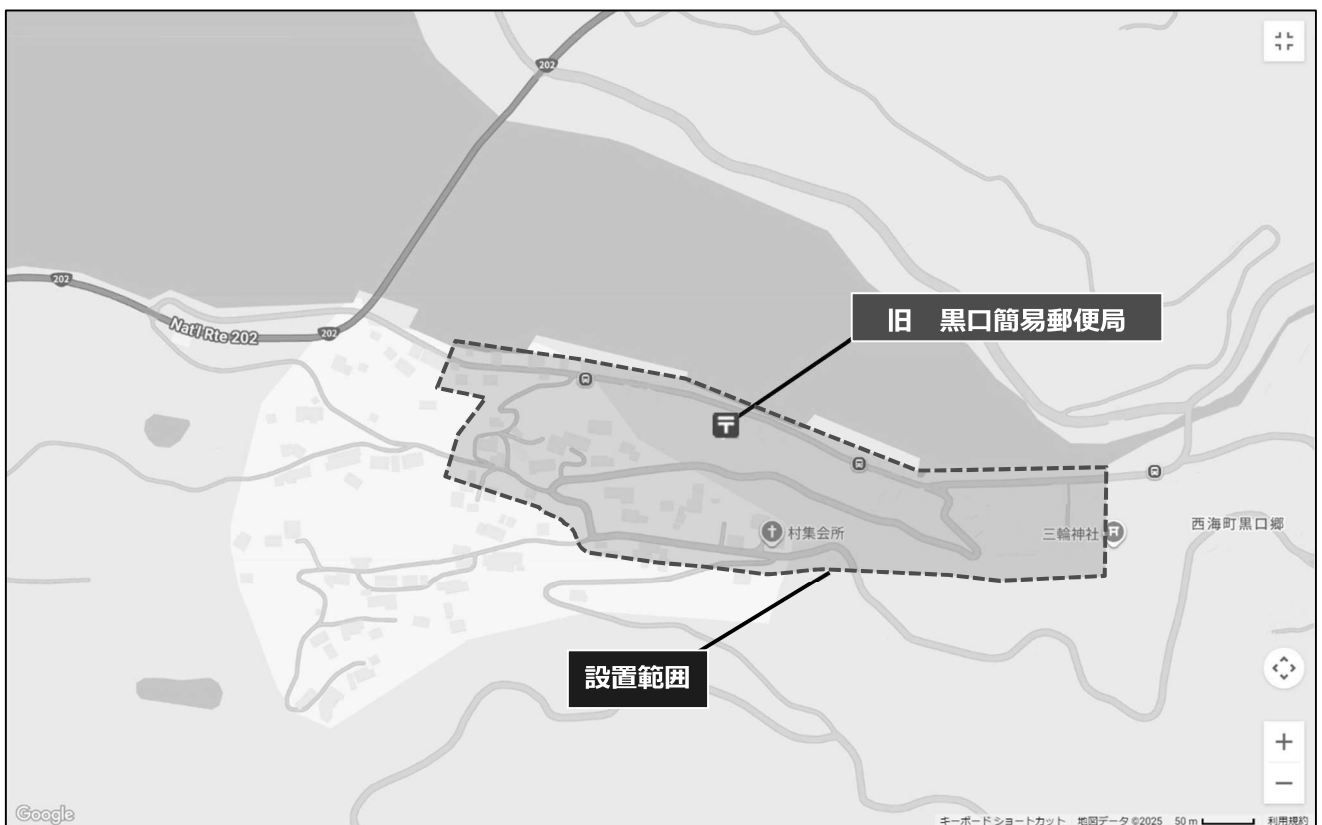 202
202
Nat'l Rte 202
202
旧　黒口簡易郵便局
村集会所
三輪神社
西海町黒口郷
設置範囲
Google
キーボード ショートカット　地図データ ©2025　50 m　利用規約